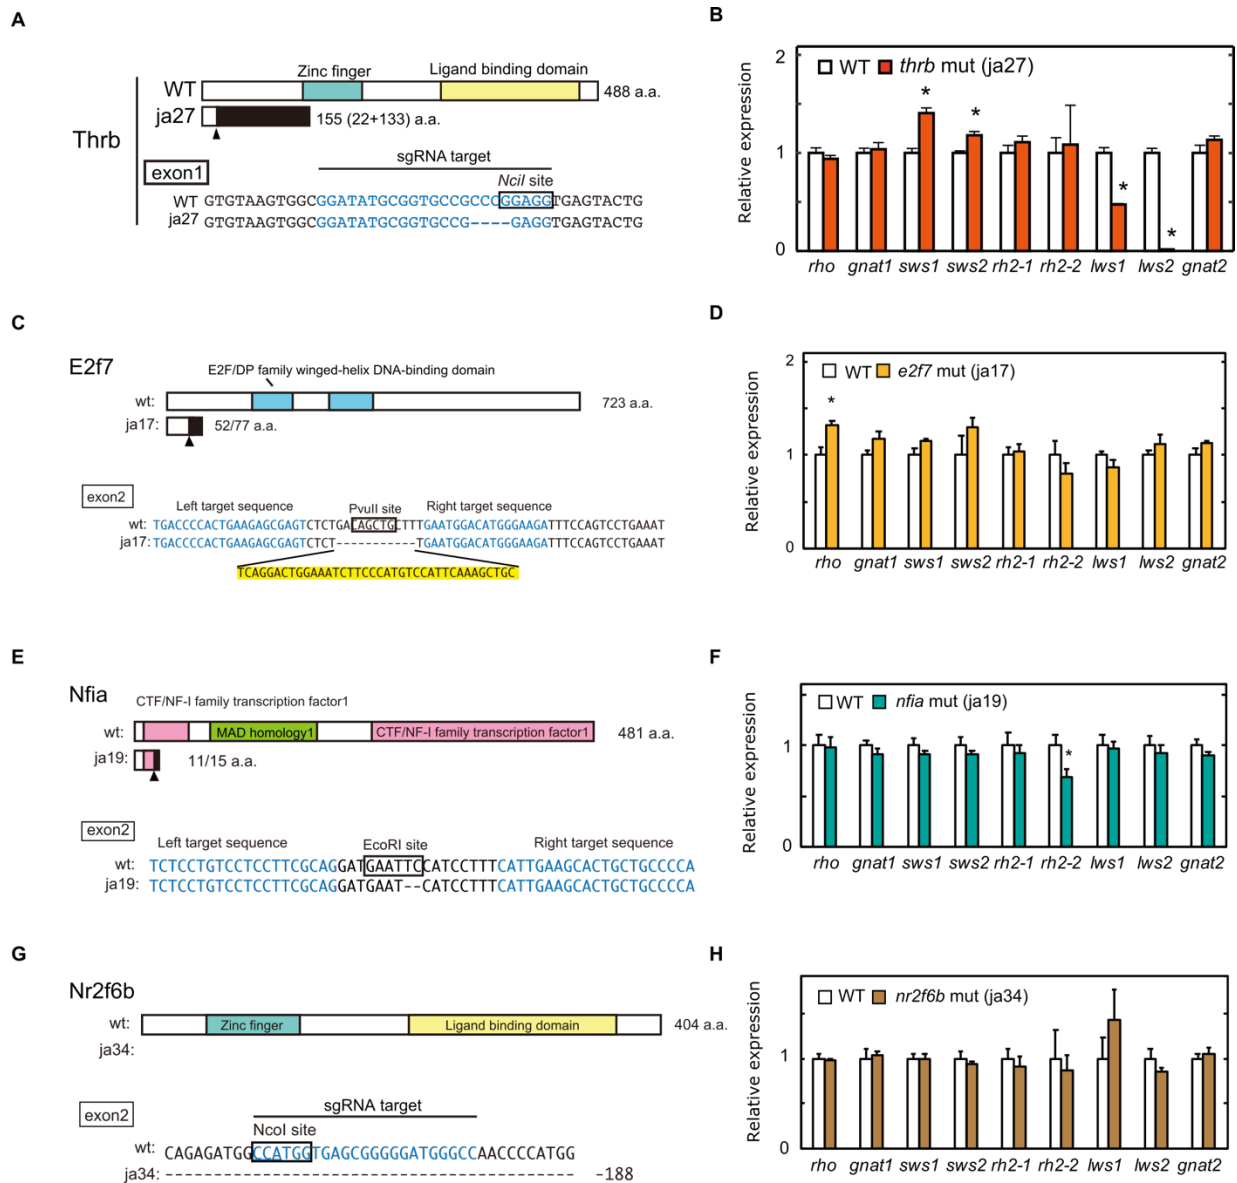 A
Thrb
Zinc finger
Ligand binding domain
WT
488 a.a.
ja27
155 (22+133) a.a.
sgRNA target
exon1
NciI site
WT GTGTAAGTGGCGGATATGCGGTGCCGCCCGGAGGTGAGTACTG
ja27 GTGTAAGTGGCGGATATGCGGTGCCG----GAGGTGAGTACTG
B
2
1
0
Relative expression
WT thrb mut (ja27)
* * * *
rho gnat1 sws1 sws2 rh2-1 rh2-2 lws1 lws2 gnat2
C
E2f7
E2F/DP family winged-helix DNA-binding domain
wt:
723 a.a.
ja17:
52/77 a.a.
exon2
Left target sequence
PvuII site
Right target sequence
wt: TGACCCCACTGAAGAGCGAGTCTCTGACAGCTGCTTTGAATGGACATGGGAAGATTTCCAGTCCTGAAAT
ja17: TGACCCCACTGAAGAGCGAGTCTCT------------TGAATGGACATGGGAAGATTTCCAGTCCTGAAAT
TCAGGACTGGAAATCTTCCCATGTCCATTCAAAGCTGC
D
2
1
0
Relative expression
WT e2f7 mut (ja17)
*
rho gnat1 sws1 sws2 rh2-1 rh2-2 lws1 lws2 gnat2
E
Nfia
CTF/NF-I family transcription factor1
wt:
MAD homology1
CTF/NF-I family transcription factor1
481 a.a.
ja19:
11/15 a.a.
exon2
Left target sequence
EcoRI site
Right target sequence
wt: TCTCCTGTCCTCCTTCGCAGGATGAATTCCATCCTTTCATTGAAGCACTGCTGCCCCA
ja19: TCTCCTGTCCTCCTTCGCAGGATGAAT--CATCCTTTCATTGAAGCACTGCTGCCCCA
F
1
0
Relative expression
WT nfia mut (ja19)
*
rho gnat1 sws1 sws2 rh2-1 rh2-2 lws1 lws2 gnat2
G
Nr2f6b
wt:
Zinc finger
Ligand binding domain
404 a.a.
ja34:
exon2
sgRNA target
NcoI site
wt: CAGAGATGGCCATGGTGAGCGGGGGATGGGCCAACCCCATGG
ja34: ------------------------------------------ -188
H
1
0
Relative expression
WT nr2f6b mut (ja34)
rho gnat1 sws1 sws2 rh2-1 rh2-2 lws1 lws2 gnat2